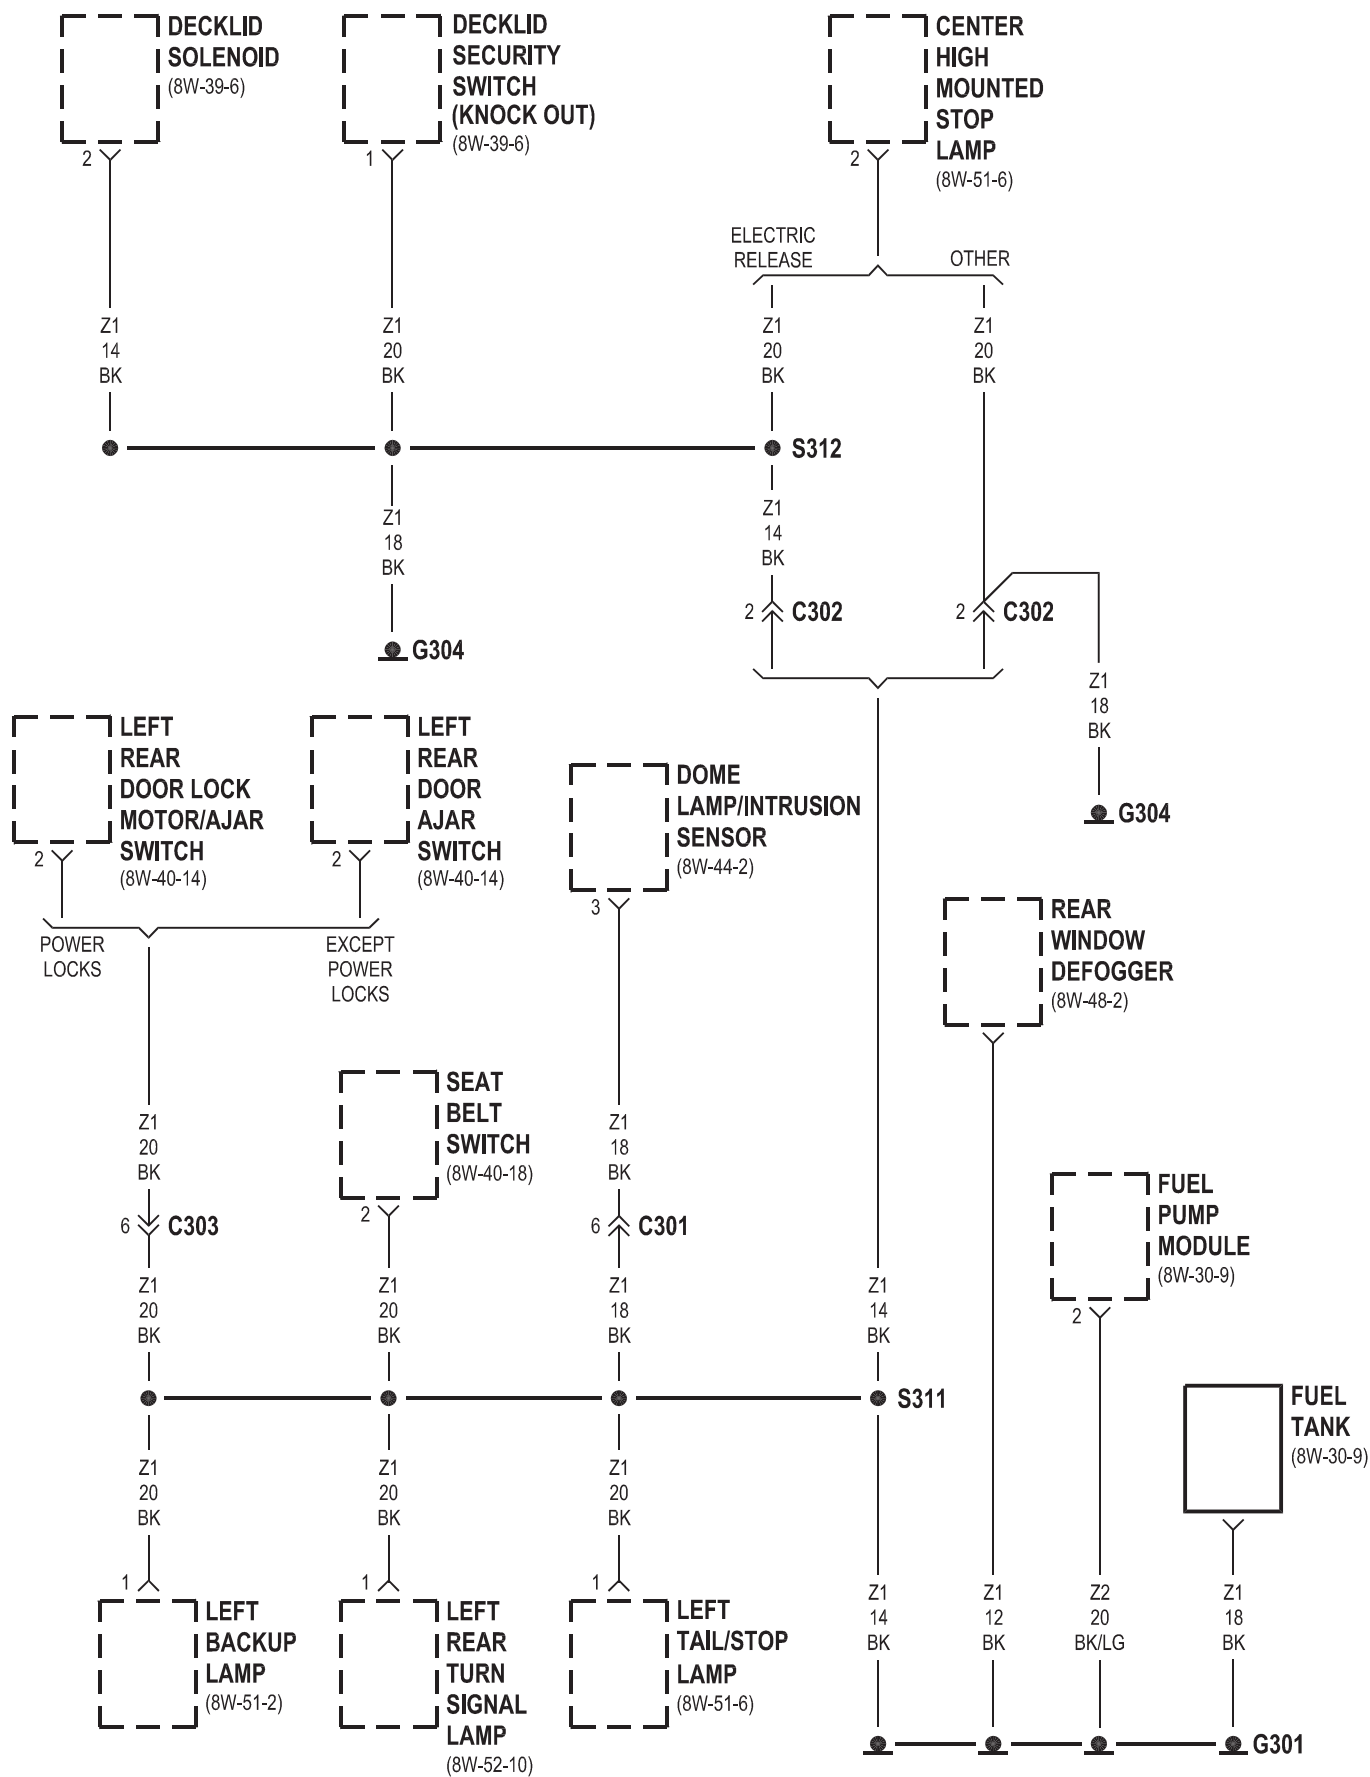 DECKLID
SOLENOID
(8W-39-6)
2
DECKLID
SECURITY
SWITCH
(KNOCK OUT)
(8W-39-6)
1
CENTER
HIGH
MOUNTED
STOP
LAMP
(8W-51-6)
2
ELECTRIC
RELEASE
OTHER
Z1
14
BK
Z1
20
BK
Z1
20
BK
Z1
20
BK
S312
Z1
18
BK
Z1
14
BK
2
C302
2
C302
G304
Z1
18
BK
G304
LEFT
REAR
DOOR LOCK
MOTOR/AJAR
SWITCH
(8W-40-14)
2
LEFT
REAR
DOOR
AJAR
SWITCH
(8W-40-14)
2
POWER
LOCKS
EXCEPT
POWER
LOCKS
DOME
LAMP/INTRUSION
SENSOR
(8W-44-2)
3
REAR
WINDOW
DEFOGGER
(8W-48-2)
SEAT
BELT
SWITCH
(8W-40-18)
2
Z1
20
BK
Z1
18
BK
6
C303
6
C301
FUEL
PUMP
MODULE
(8W-30-9)
2
Z1
20
BK
Z1
20
BK
Z1
18
BK
Z1
14
BK
S311
FUEL
TANK
(8W-30-9)
Z1
20
BK
Z1
20
BK
Z1
20
BK
1
LEFT
BACKUP
LAMP
(8W-51-2)
1
LEFT
REAR
TURN
SIGNAL
LAMP
(8W-52-10)
1
LEFT
TAIL/STOP
LAMP
(8W-51-6)
Z1
14
BK
Z1
12
BK
Z2
20
BK/LG
Z1
18
BK
G301